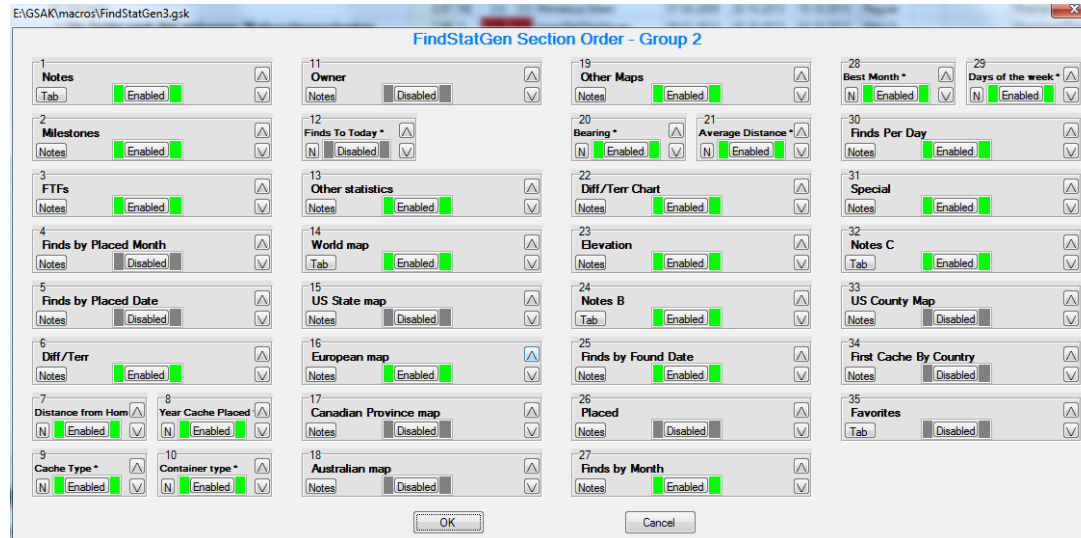 E:\GSAK\macros\FindStatGen3.gsk
FindStatGen Section Order - Group 2
1
Notes
Tab Enabled
2
Milestones
Notes Enabled
3
FTFs
Notes Enabled
4
Finds by Placed Month
Notes Disabled
5
Finds by Placed Date
Notes Disabled
6
Diff/Terr
Notes Enabled
7
Distance from Hom
N Enabled
8
Year Cache Placed
N Enabled
9
Cache Type *
N Enabled
10
Container type *
N Enabled
11
Owner
Notes Disabled
12
Finds To Today *
N Disabled
13
Other statistics
Notes Enabled
14
World map
Tab Enabled
15
US State map
Notes Disabled
16
European map
Notes Enabled
17
Canadian Province map
Notes Disabled
18
Australian map
Notes Disabled
19
Other Maps
Notes Enabled
20
Bearing *
N Enabled
21
Average Distance *
N Enabled
22
Diff/Terr Chart
Notes Enabled
23
Elevation
Notes Enabled
24
Notes B
Tab Enabled
25
Finds by Found Date
Notes Enabled
26
Placed
Notes Disabled
27
Finds by Month
Notes Enabled
28
Best Month *
N Enabled
29
Days of the week *
N Enabled
30
Finds Per Day
Notes Enabled
31
Special
Notes Enabled
32
Notes C
Tab Enabled
33
US County Map
Notes Disabled
34
First Cache By Country
Notes Disabled
35
Favorites
Tab Disabled
OK Cancel